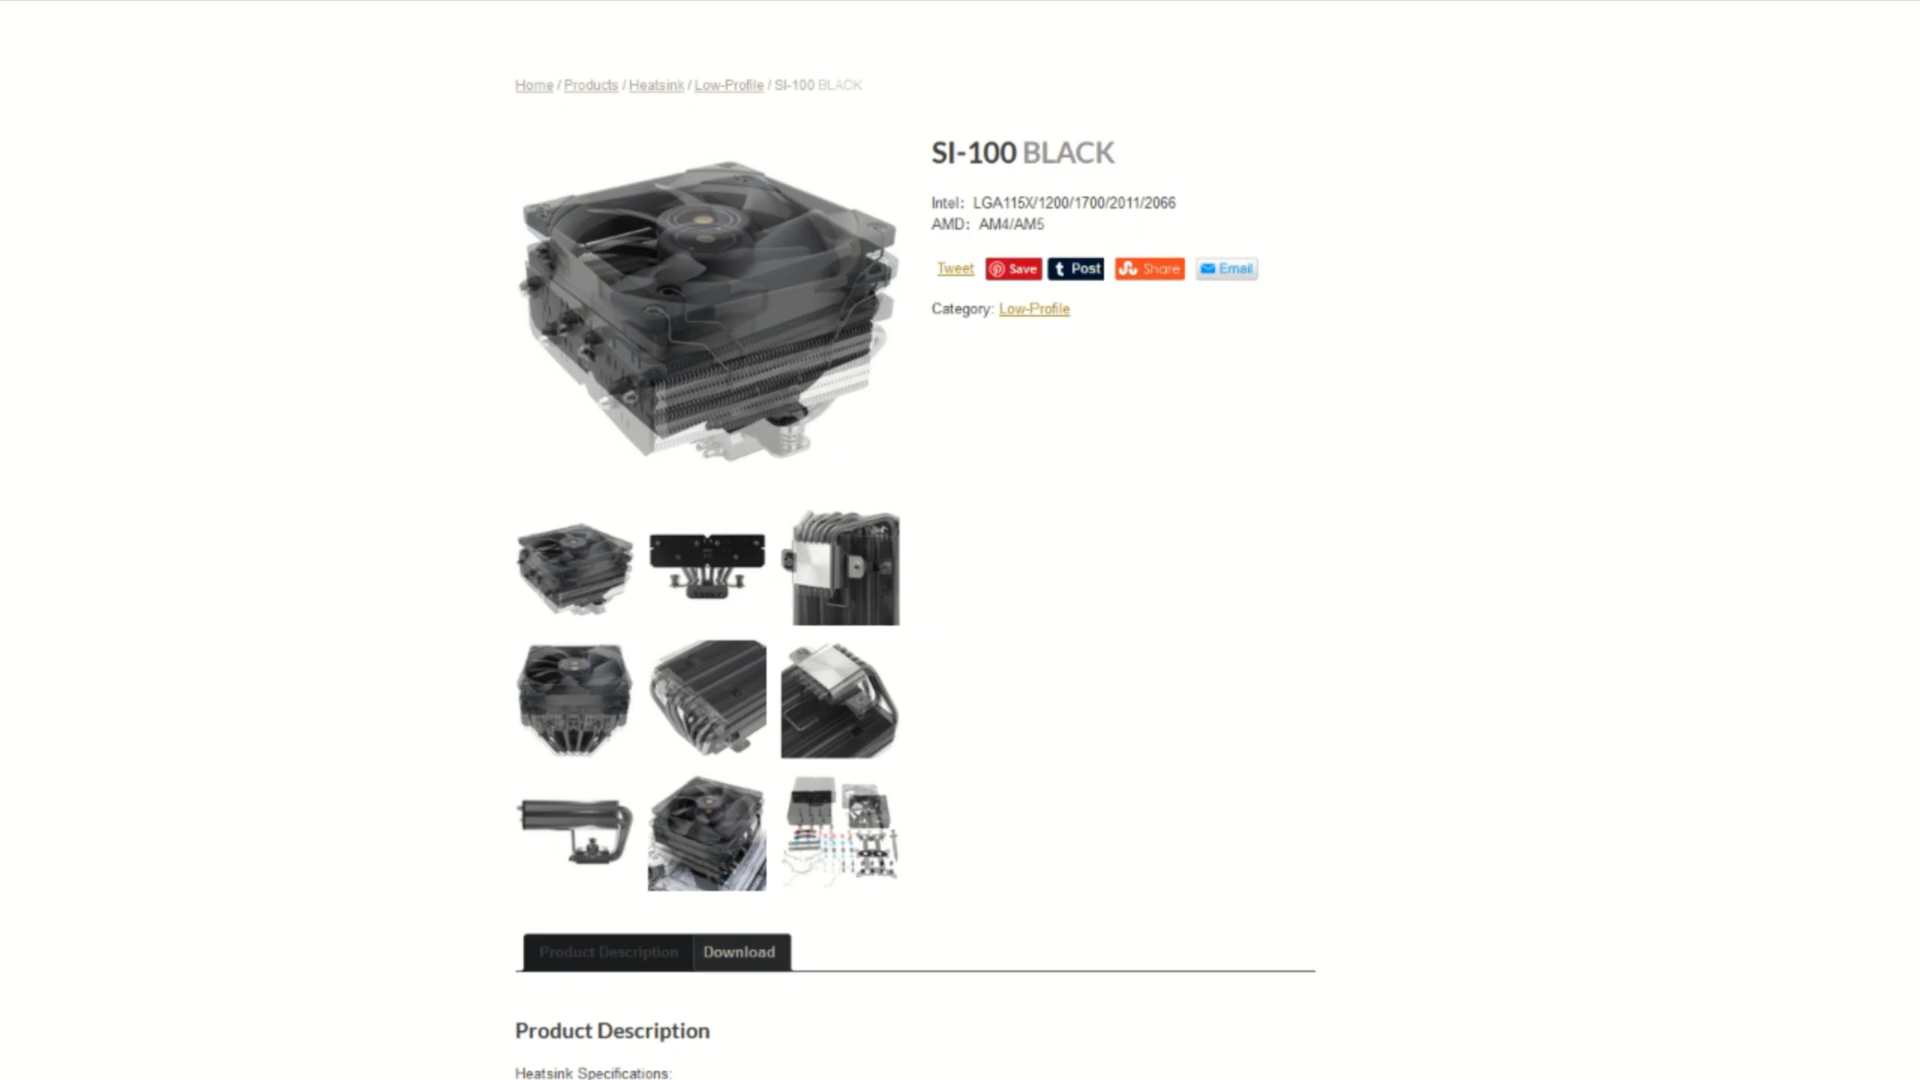 Home / Products / Heatsink / Low-Profile / SI-100 BLACK
SI-100 BLACK
Intel: LGA115X/1200/1700/2011/2066
AMD: AM4/AM5
Tweet Save Post Share Email
Category: Low-Profile
Product Description Download
Product Description
Heatsink Specifications: